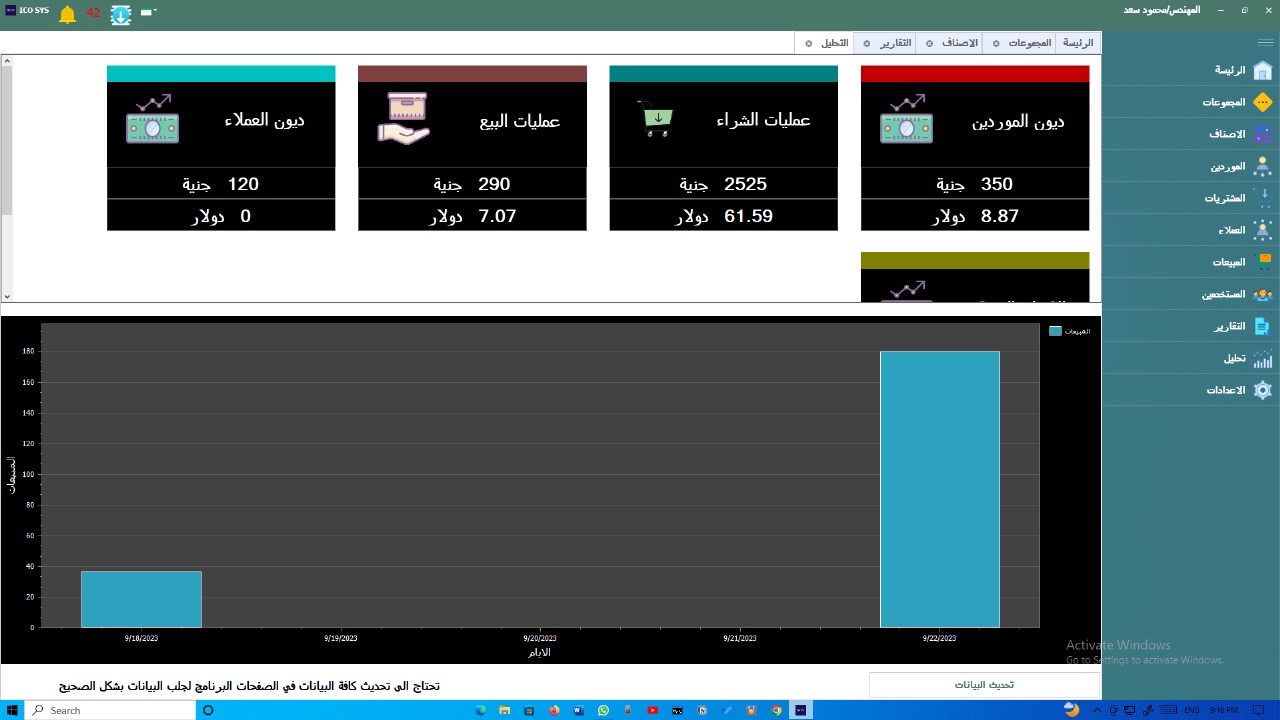 ICO SYS
42
المهندس/محمود سعد
الرئيسة
المجموعات
الاصناف
التقارير
التحليل
الرئيسة
المجموعات
الاصناف
الموردين
المشتريات
العملاء
المبيعات
المستخدمين
التقارير
تحليل
الاعدادات
ديون الموردين
350 جنية
8.87 دولار
عمليات الشراء
2525 جنية
61.59 دولار
عمليات البيع
290 جنية
7.07 دولار
ديون العملاء
120 جنية
0 دولار
المبيعات
المبيعات
180
160
140
120
100
80
60
40
20
0
9/18/2023
9/19/2023
9/20/2023
9/21/2023
9/22/2023
الايام
Activate Windows
Go to Settings to activate Windows.
تحديث البيانات
تحتاج الى تحديث كافة البيانات في الصفحات البرنامج لجلب البيانات بشكل الصحيح
Search
ENG
9:16 PM